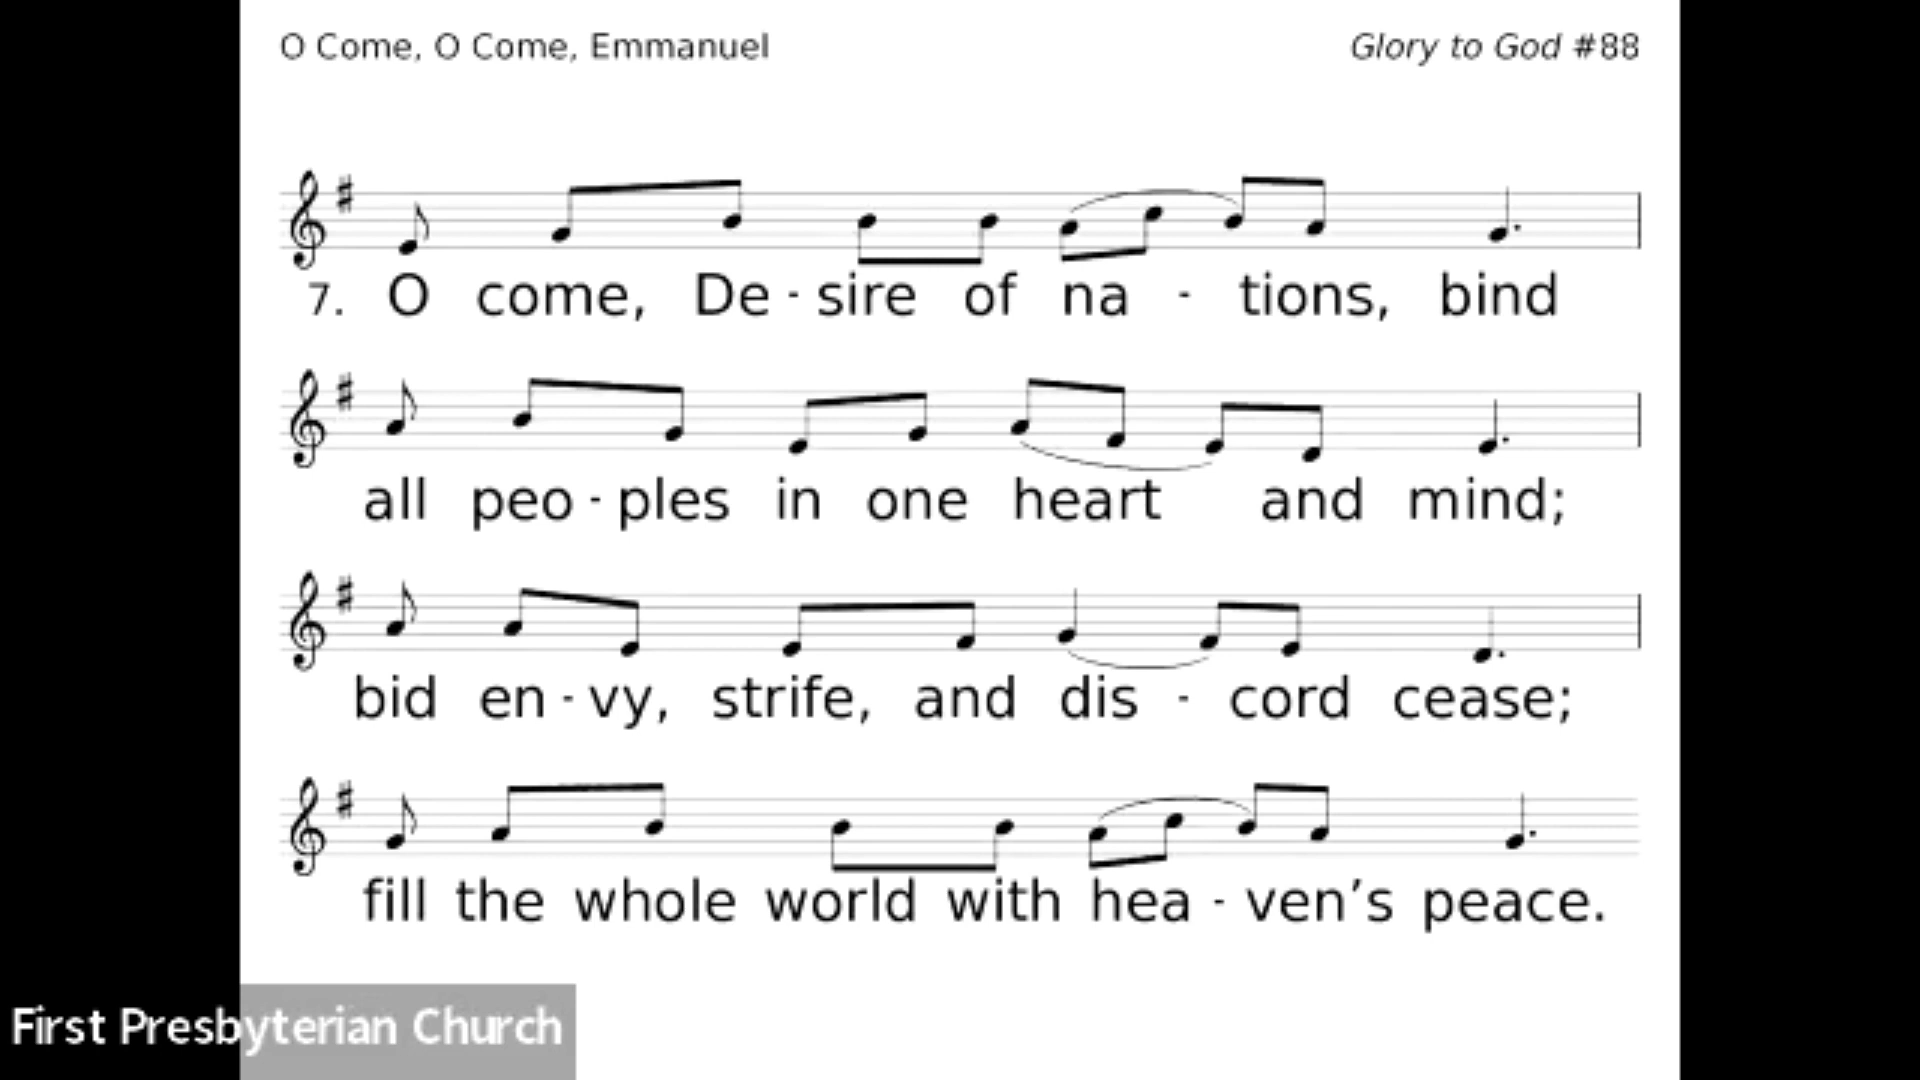 O Come, O Come, Emmanuel
Glory to God #88
7. O come, De - sire of na - tions, bind
all peo - ples in one heart and mind;
bid en - vy, strife, and dis - cord cease;
fill the whole world with hea - ven’s peace.
First Presbyterian Church